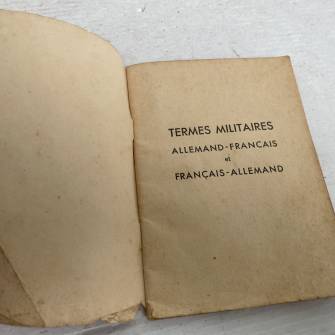 TERMES MILITAIRES
ALLEMAND-FRANCAIS
et
FRANÇAIS-ALLEMAND